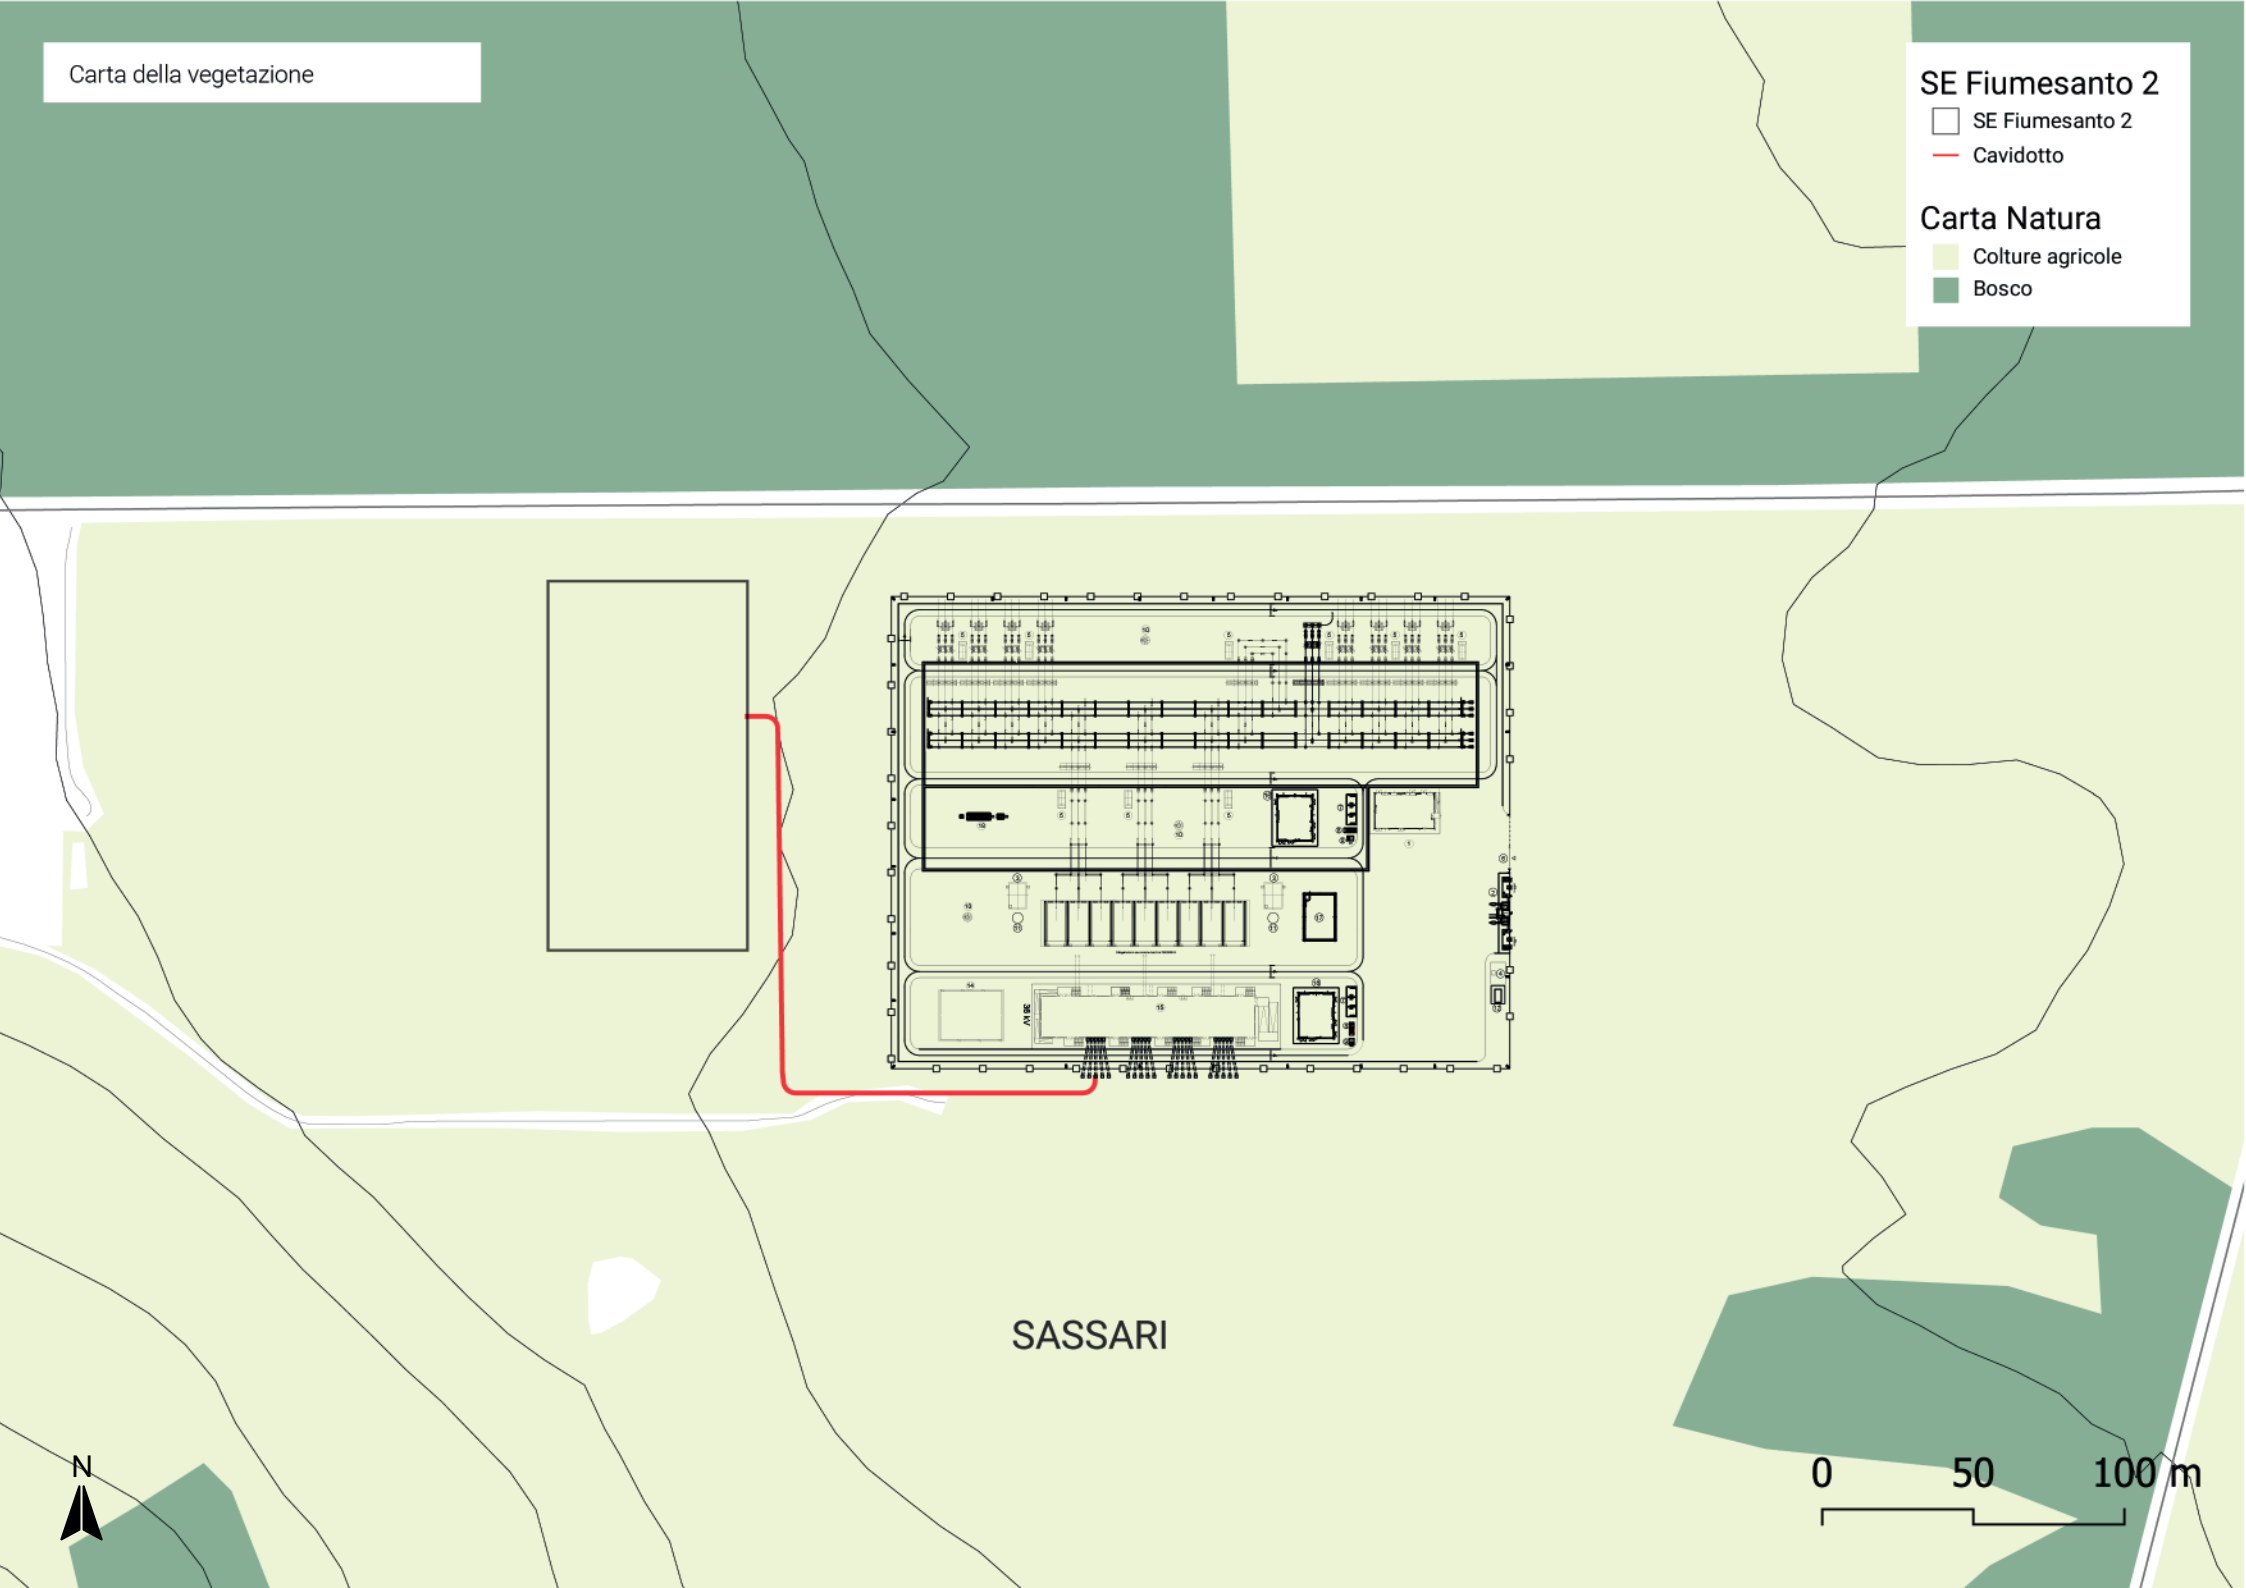 Carta della vegetazione
SE Fiumesanto 2
SE Fiumesanto 2
Cavidotto
Carta Natura
Colture agricole
Bosco
36 kV
SASSARI
N
0 50 100 m